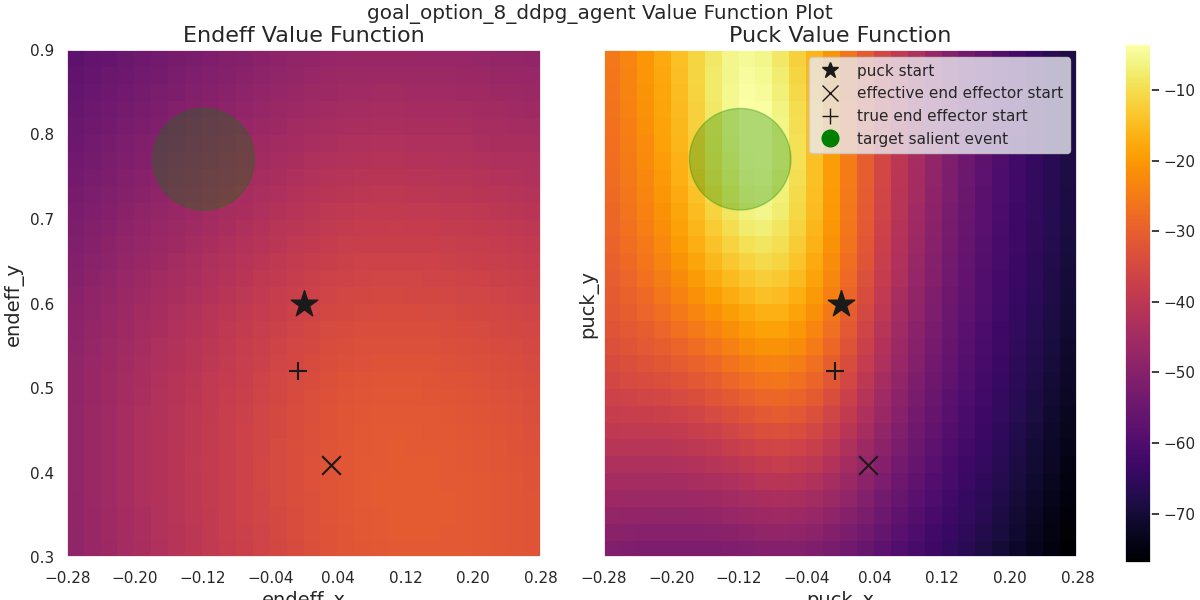 goal_option_8_ddpg_agent Value Function Plot
Endeff Value Function
Puck Value Function
puck start
effective end effector start
true end effector start
target salient event
endeff_y
0.9
0.8
0.7
0.6
0.5
0.4
0.3
−0.28 −0.20 −0.12 −0.04 0.04 0.12 0.20 0.28
endeff_x
puck_y
−0.28 −0.20 −0.12 −0.04 0.04 0.12 0.20 0.28
puck_x
−10
−20
−30
−40
−50
−60
−70